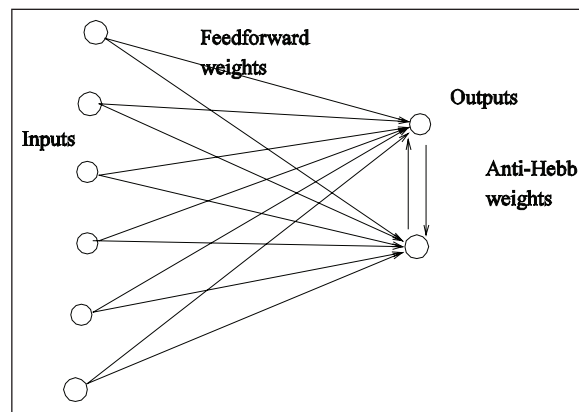 Feedforward
weights
Outputs
Inputs
Anti-Hebb
weights